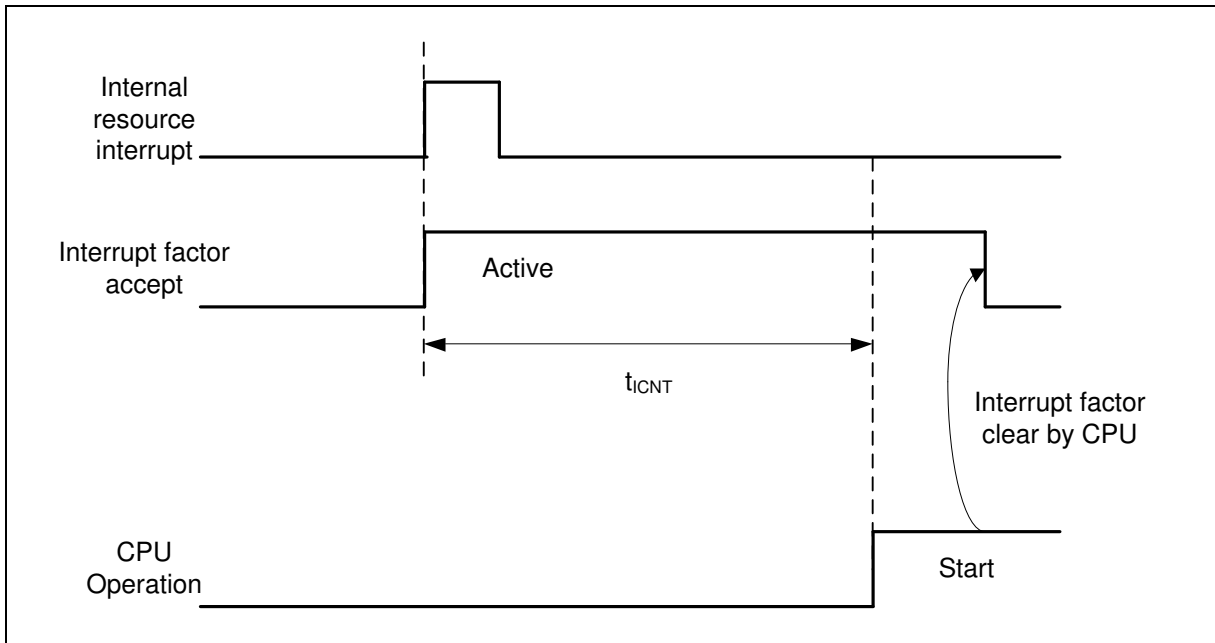 Internal
resource
interrupt
Interrupt factor
accept
Active
tICNT
Interrupt factor
clear by CPU
CPU
Operation
Start